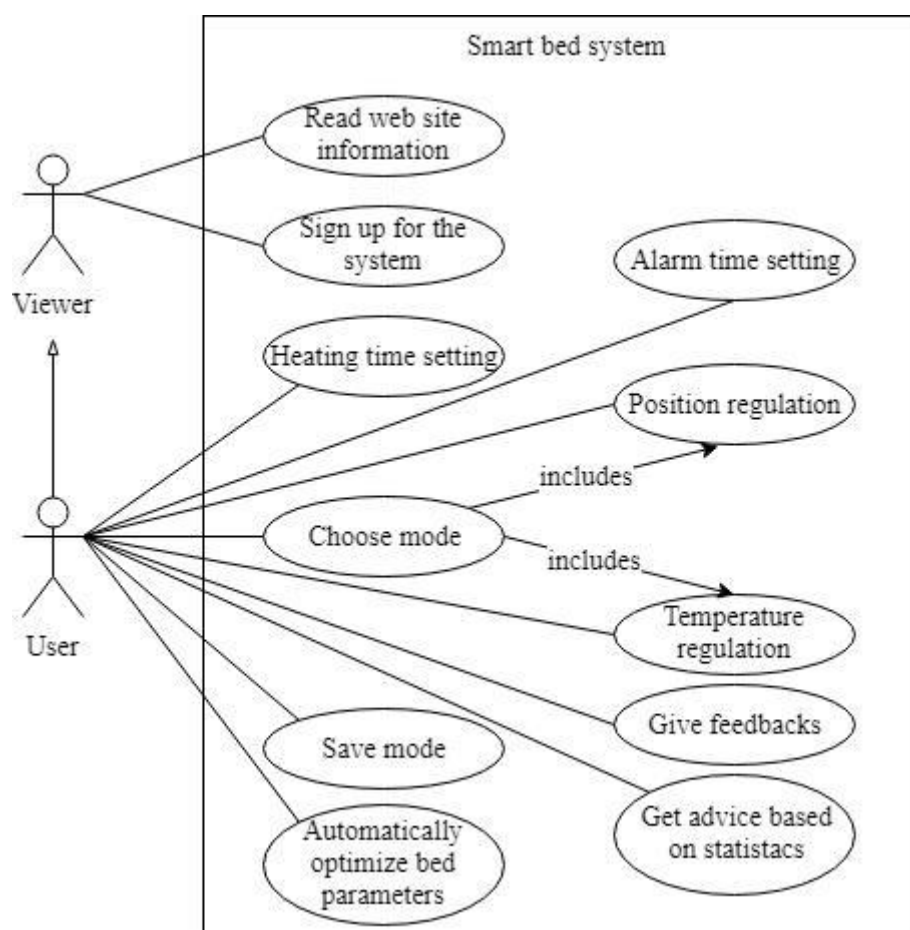 Smart bed system
Read web site
information
Sign up for the
system
Viewer
Alarm time setting
Heating time setting
Position regulation
includes
Choose mode
includes
Temperature
regulation
User
Give feedbacks
Save mode
Get advice based
on statistacs
Automatically
optimize bed
parameters